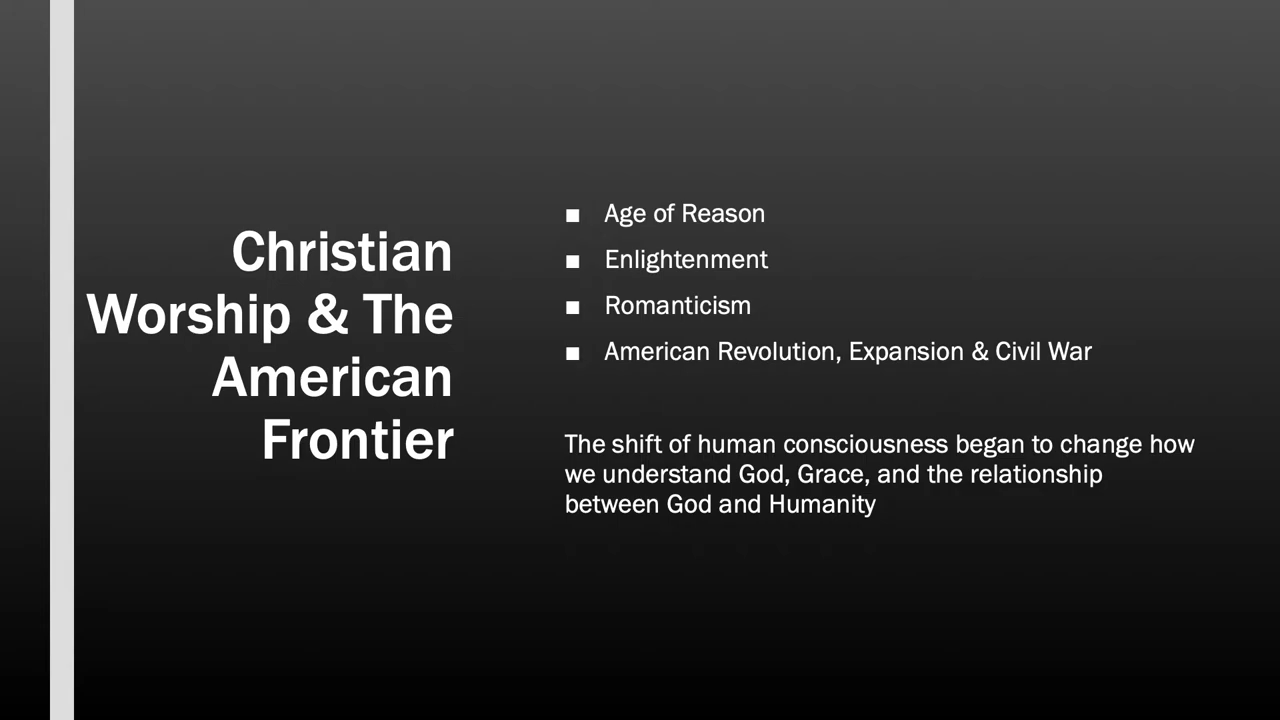 Christian
Worship & The
American
Frontier
▪ Age of Reason
▪ Enlightenment
▪ Romanticism
▪ American Revolution, Expansion & Civil War
The shift of human consciousness began to change how
we understand God, Grace, and the relationship
between God and Humanity